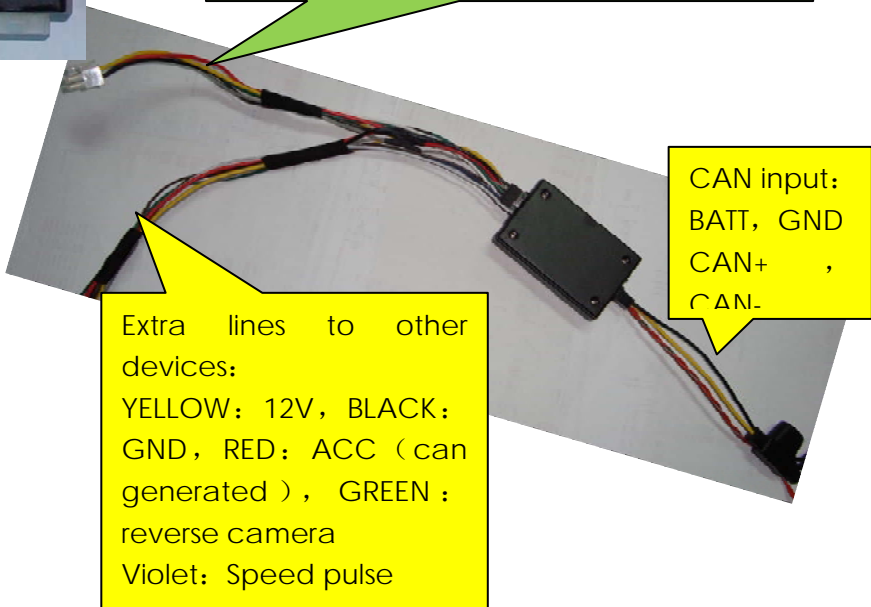 CAN input：
BATT，GND
CAN+ ，
CAN-
Extra lines to other
devices：
YELLOW：12V，BLACK：
GND，RED：ACC（can
generated ），GREEN：
reverse camera
Violet：Speed pulse